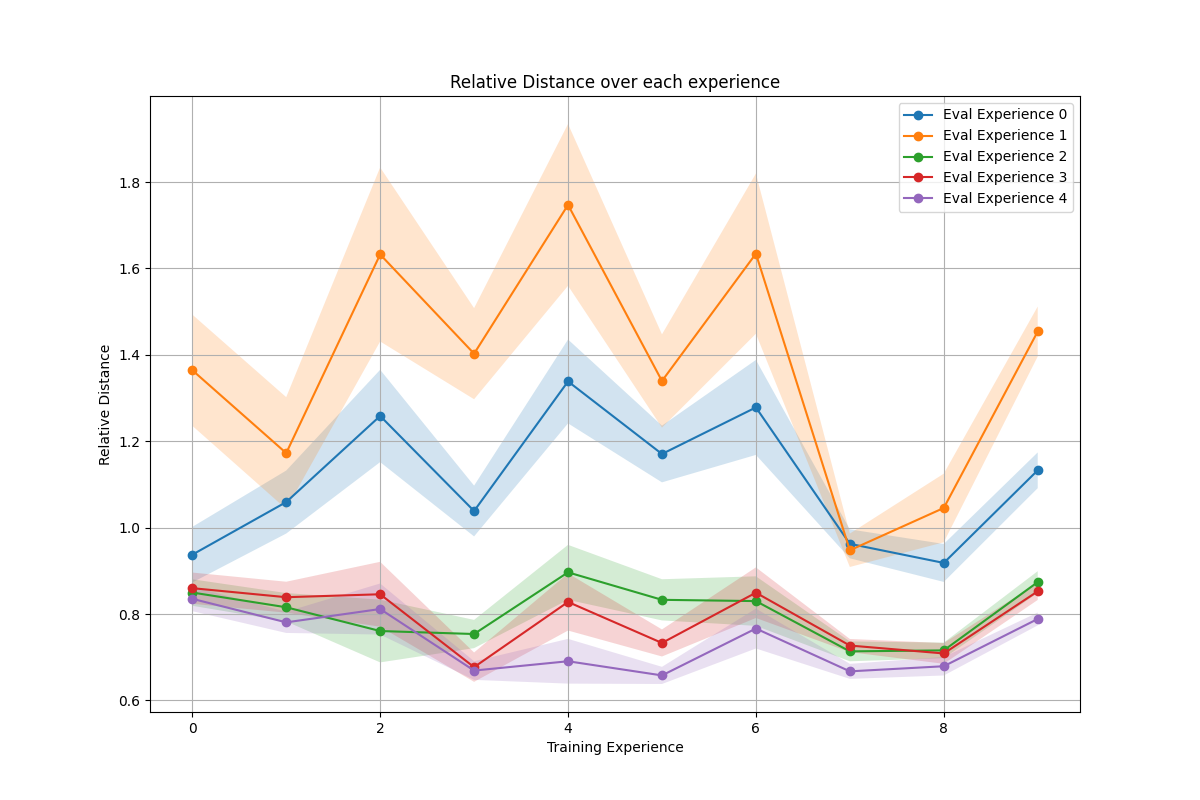 Relative Distance over each experience
Eval Experience 0
Eval Experience 1
Eval Experience 2
Eval Experience 3
Eval Experience 4
Relative Distance
1.8
1.6
1.4
1.2
1.0
0.8
0.6
0 2 4 6 8
Training Experience